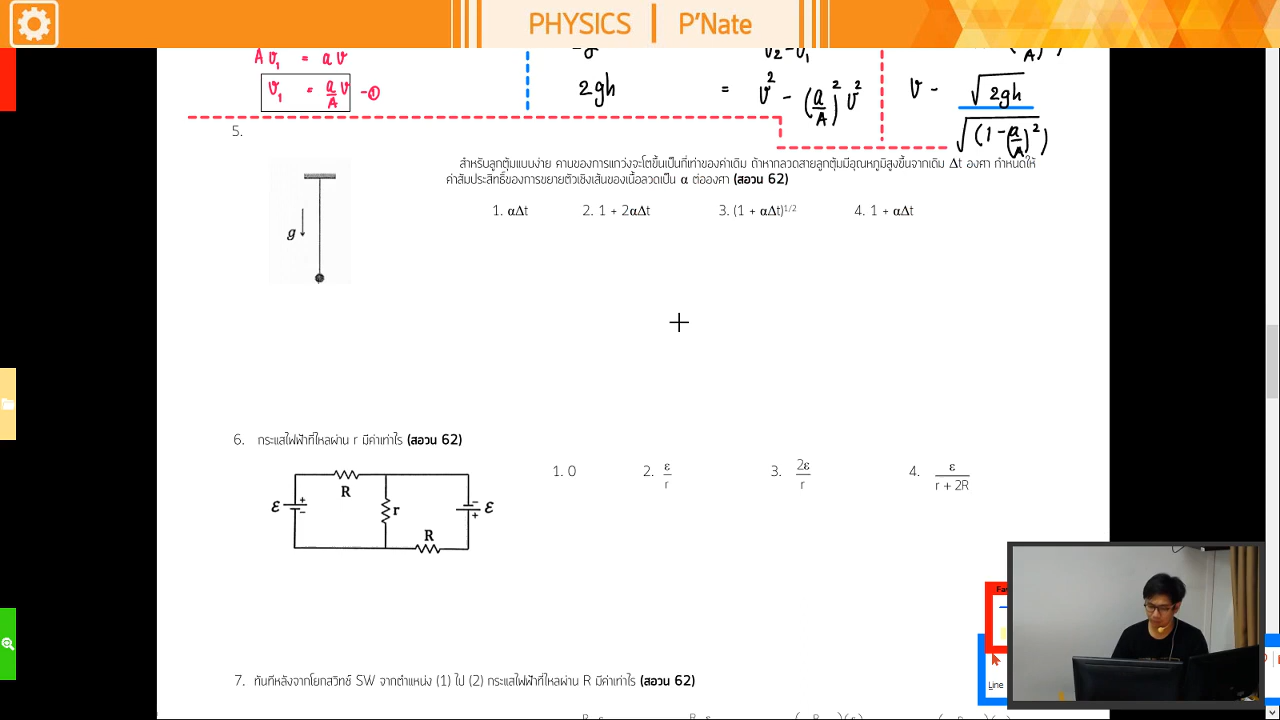 PHYSICS | P'Nate
A v₁ = a v
v₁ = a/A v -①
2gh = v² - (a/A)² v²
v - √2gh / √(1 - (a/A)²)
5.
สำหรับลูกตุ้มแบบง่าย คาบของการแกว่งจะโตขึ้นเป็นกี่เท่าของค่าเดิม ถ้าหากลวดสายลูกตุ้มมีอุณหภูมิสูงขึ้นจากเดิม Δt องศา กำหนดให้
ค่าสัมประสิทธิ์ของการขยายตัวเชิงเส้นของเนื้อลวดเป็น α ต่อองศา (สอวน 62)
1. αΔt 2. 1 + 2αΔt 3. (1 + αΔt)^1/2 4. 1 + αΔt
g
6. กระแสไฟฟ้าที่ไหลผ่าน r มีค่าเท่าไร (สอวน 62)
1. 0 2. ε/r 3. 2ε/r 4. ε/(r + 2R)
R
ε + - r - + ε
R
7. ทันทีหลังจากโยกสวิทช์ SW จากตำแหน่ง (1) ไป (2) กระแสไฟฟ้าที่ไหลผ่าน R มีค่าเท่าไร (สอวน 62)
Line